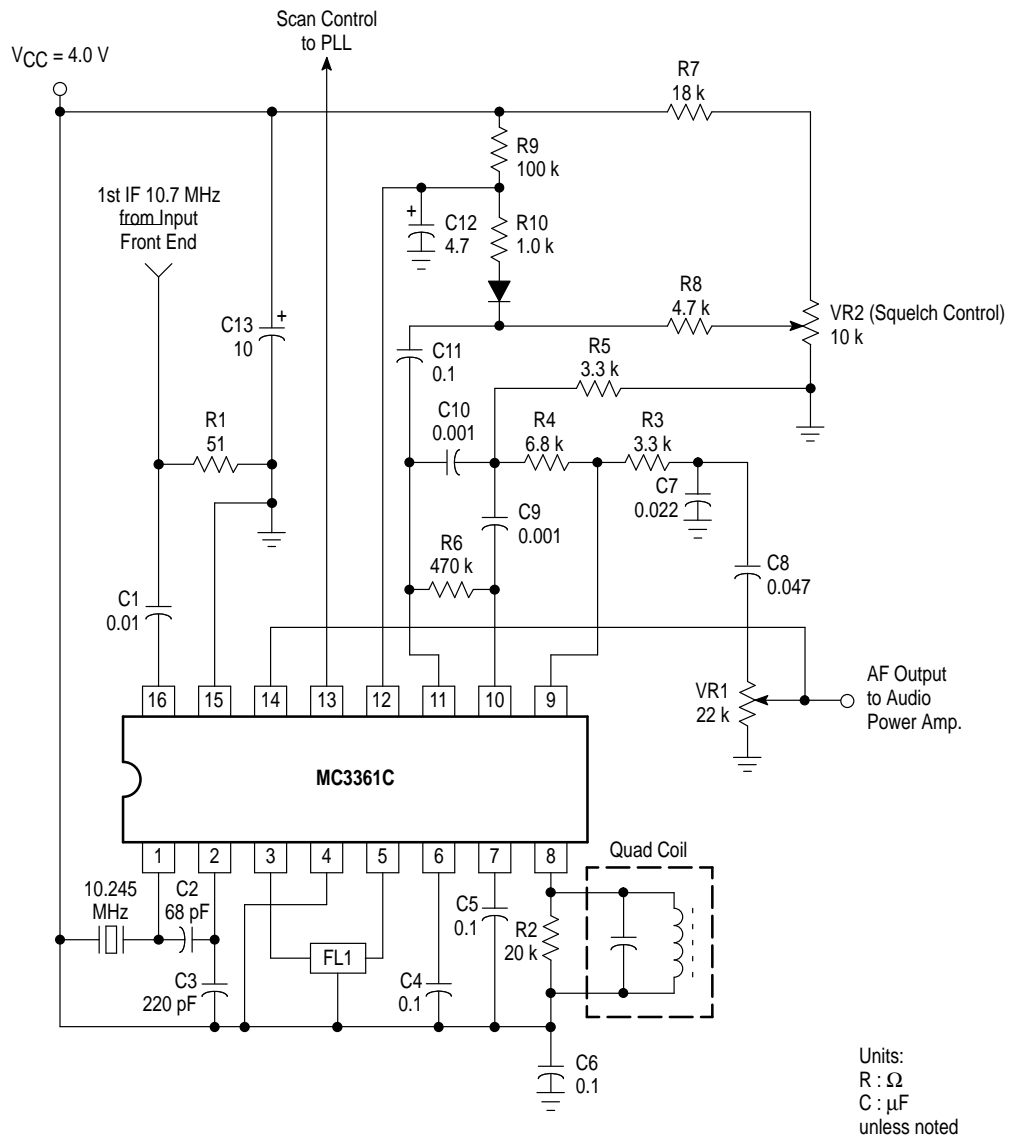 Scan Control
to PLL
VCC = 4.0 V
R7
18 k
R9
100 k
1st IF 10.7 MHz
from Input
Front End
+
C12
4.7
R10
1.0 k
C13
10
+
R8
4.7 k
VR2 (Squelch Control)
10 k
C11
0.1
R5
3.3 k
R1
51
C10
0.001
R4
6.8 k
R3
3.3 k
C7
0.022
C9
0.001
R6
470 k
C8
0.047
C1
0.01
VR1
22 k
AF Output
to Audio
Power Amp.
16 15 14 13 12 11 10 9
MC3361C
1 2 3 4 5 6 7 8
Quad Coil
10.245
MHz
C2
68 pF
C5
0.1
R2
20 k
FL1
C3
220 pF
C4
0.1
C6
0.1
Units:
R : Ω
C : µF
unless noted